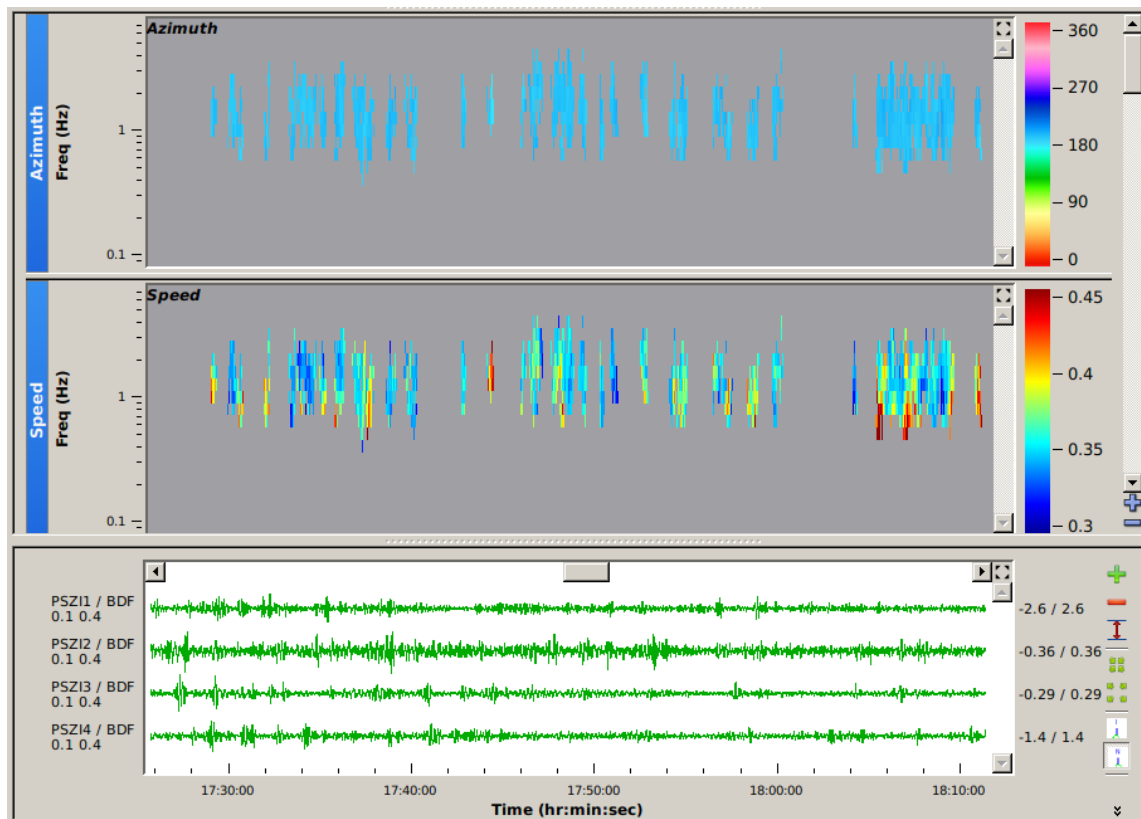 Azimuth
Azimuth
Freq (Hz)
1
0.1
360
270
180
90
0
Speed
Speed
Freq (Hz)
1
0.1
0.45
0.4
0.35
0.3
PSZI1 / BDF
0.1 0.4
-2.6 / 2.6
PSZI2 / BDF
0.1 0.4
-0.36 / 0.36
PSZI3 / BDF
0.1 0.4
-0.29 / 0.29
PSZI4 / BDF
0.1 0.4
-1.4 / 1.4
17:30:00 17:40:00 17:50:00 18:00:00 18:10:00
Time (hr:min:sec)